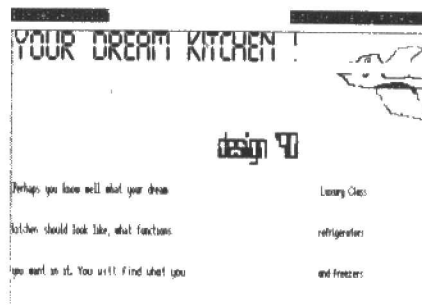 YOUR DREAM KITCHEN !
design '90
Perhaps you know well what your dream
kitchen should look like, what functions
you want in it. You will find what you
Luxury Class
refrigerators
and freezers